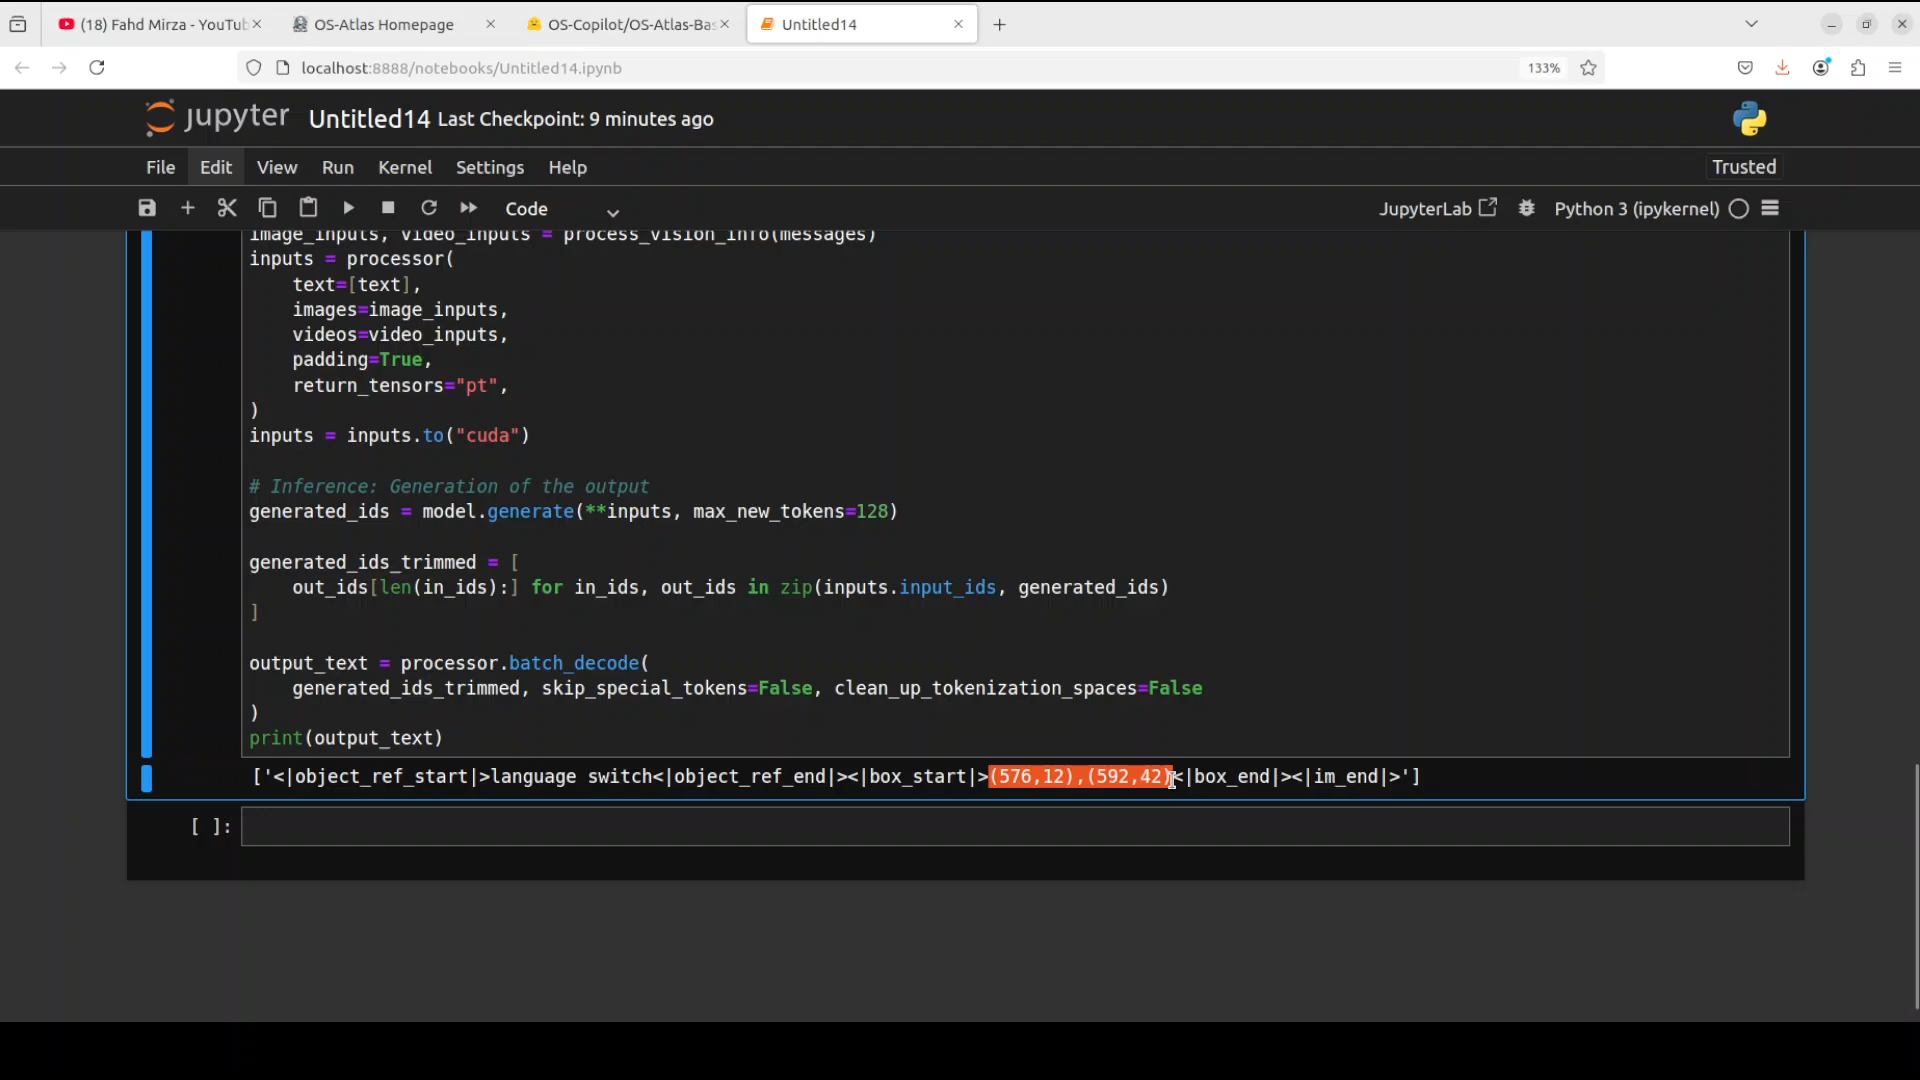 (18) Fahd Mirza - YouTub
OS-Atlas Homepage
OS-Copilot/OS-Atlas-Bas
Untitled14
localhost:8888/notebooks/Untitled14.ipynb
133%
jupyter Untitled14 Last Checkpoint: 9 minutes ago
File Edit View Run Kernel Settings Help
Trusted
Code
JupyterLab
Python 3 (ipykernel)
image_inputs, video_inputs = process_vision_info(messages)
inputs = processor(
    text=[text],
    images=image_inputs,
    videos=video_inputs,
    padding=True,
    return_tensors="pt",
)
inputs = inputs.to("cuda")
# Inference: Generation of the output
generated_ids = model.generate(**inputs, max_new_tokens=128)
generated_ids_trimmed = [
    out_ids[len(in_ids):] for in_ids, out_ids in zip(inputs.input_ids, generated_ids)
]
output_text = processor.batch_decode(
    generated_ids_trimmed, skip_special_tokens=False, clean_up_tokenization_spaces=False
)
print(output_text)
['<|object_ref_start|>language switch<|object_ref_end|><|box_start|>(576,12),(592,42)<|box_end|><|im_end|>']
[ ]: